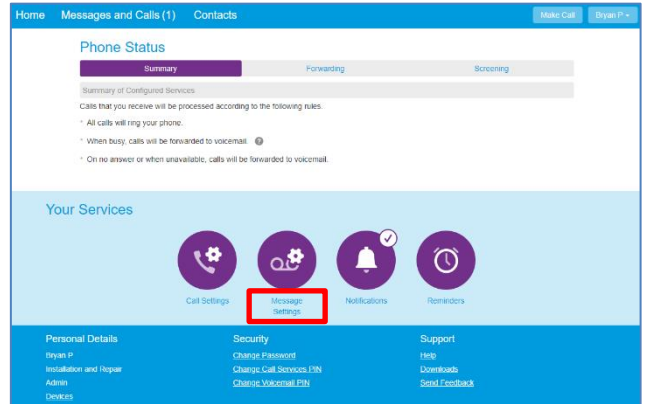 Home Messages and Calls (1) Contacts Make Call Bryan P
Phone Status
Summary Forwarding Screening
Summary of Configured Services
Calls that you receive will be processed according to the following rules.
* All calls will ring your phone.
* When busy, calls will be forwarded to voicemail. ?
* On no answer or when unavailable, calls will be forwarded to voicemail.
Your Services
Call Settings Message Notifications Reminders
Settings
Personal Details Security Support
Bryan P Change Password Help
Installation and Repair Change Call Services PIN Downloads
Admin Change Voicemail PIN Send Feedback
Devices